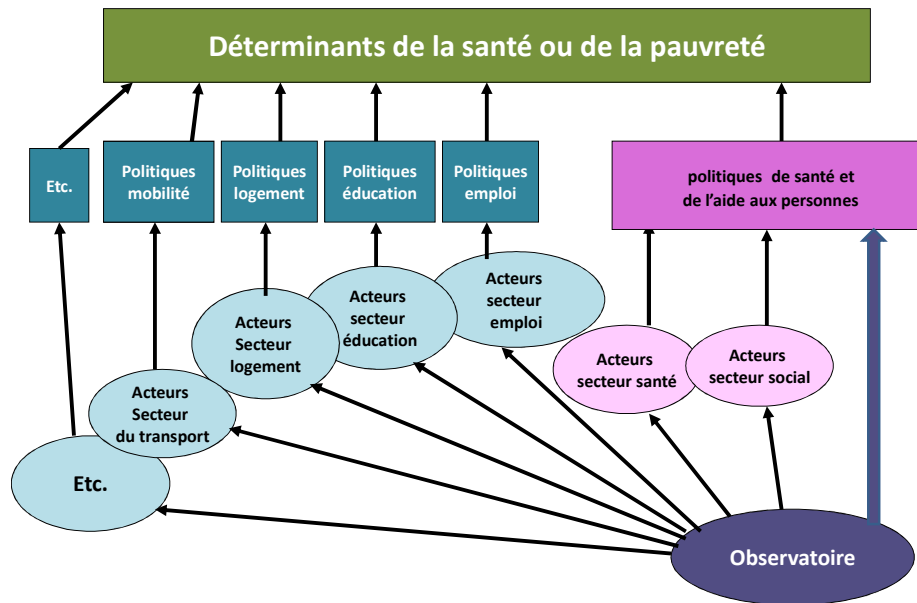 Déterminants de la santé ou de la pauvreté
Etc.
Politiques
mobilité
Politiques
logement
Politiques
éducation
Politiques
emploi
politiques de santé et
de l'aide aux personnes
Acteurs
secteur
emploi
Acteurs
secteur
éducation
Acteurs
Secteur
logement
Acteurs
secteur santé
Acteurs
secteur social
Acteurs
Secteur
du transport
Etc.
Observatoire